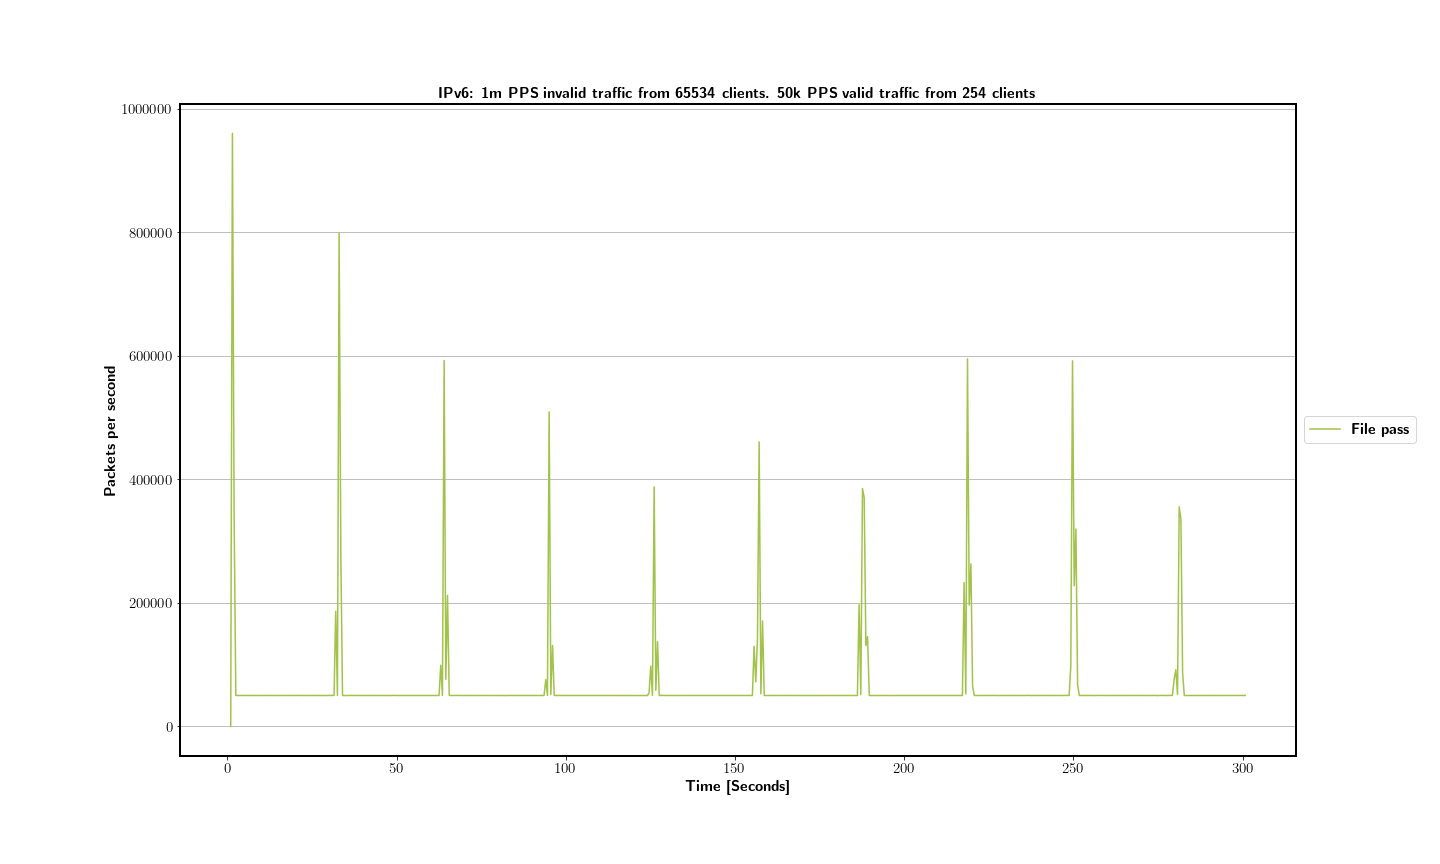 IPv6: 1m PPS invalid traffic from 65534 clients. 50k PPS valid traffic from 254 clients
1000000
800000
600000
400000
200000
0
Packets per second
File pass
0 50 100 150 200 250 300
Time [Seconds]